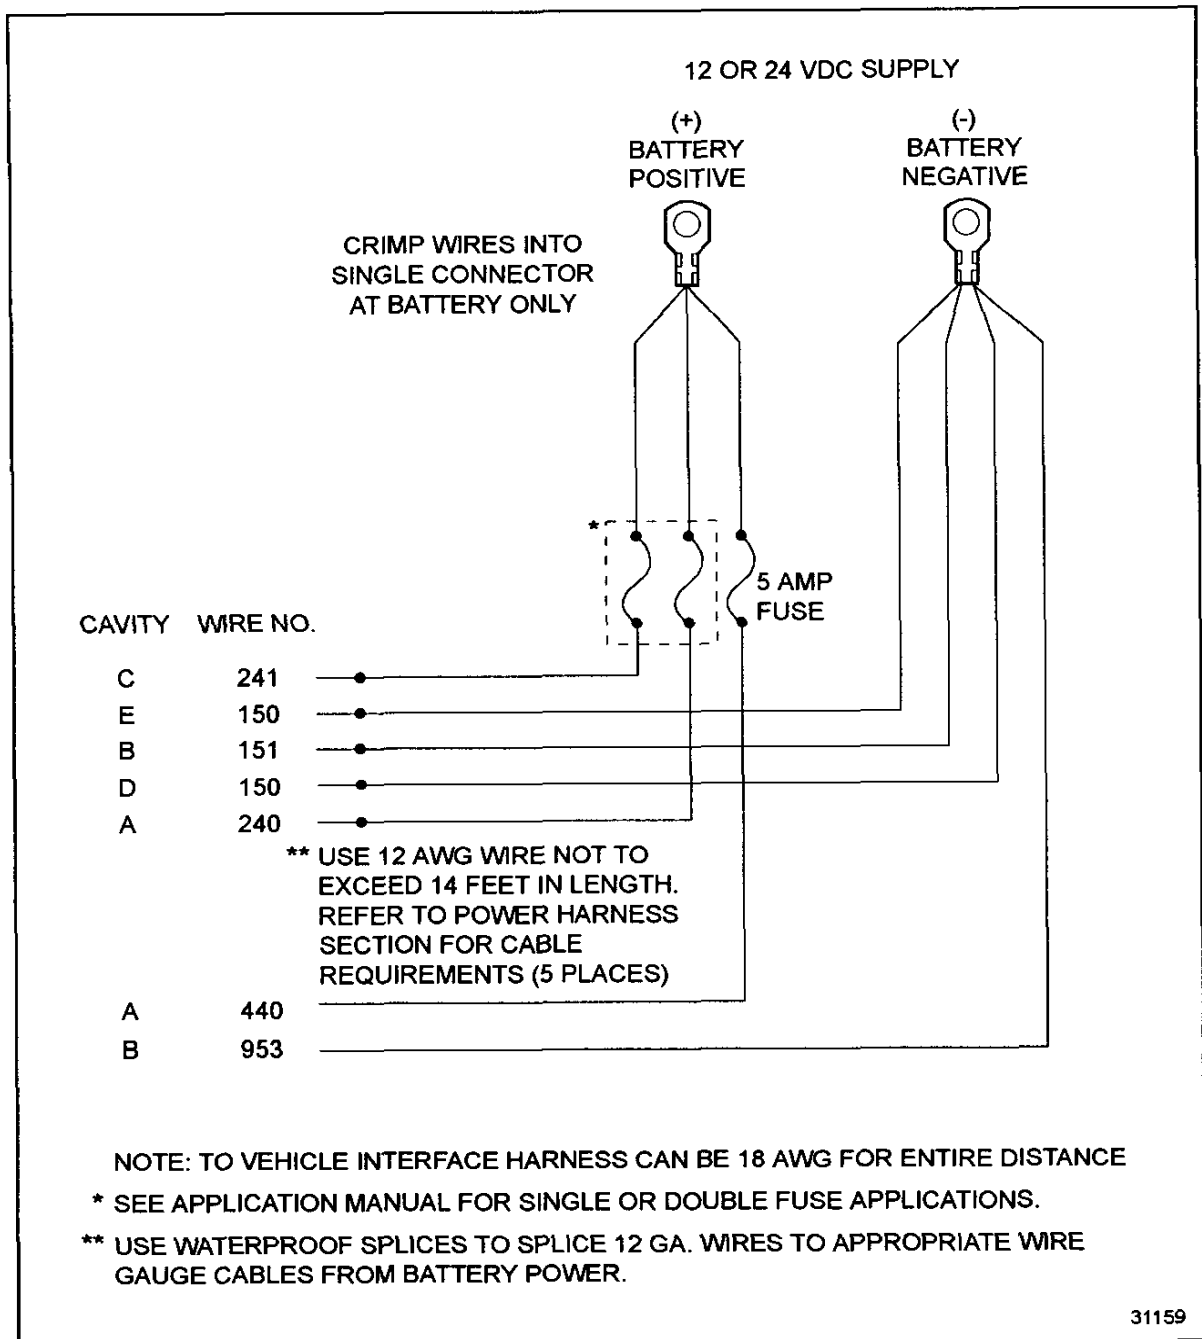 12 OR 24 VDC SUPPLY
(+)
BATTERY
POSITIVE
(-)
BATTERY
NEGATIVE
CRIMP WIRES INTO
SINGLE CONNECTOR
AT BATTERY ONLY
*
5 AMP
FUSE
CAVITY WIRE NO.
C 241
E 150
B 151
D 150
A 240
** USE 12 AWG WIRE NOT TO
EXCEED 14 FEET IN LENGTH.
REFER TO POWER HARNESS
SECTION FOR CABLE
REQUIREMENTS (5 PLACES)
A 440
B 953
NOTE: TO VEHICLE INTERFACE HARNESS CAN BE 18 AWG FOR ENTIRE DISTANCE
* SEE APPLICATION MANUAL FOR SINGLE OR DOUBLE FUSE APPLICATIONS.
** USE WATERPROOF SPLICES TO SPLICE 12 GA. WIRES TO APPROPRIATE WIRE
GAUGE CABLES FROM BATTERY POWER.
31159